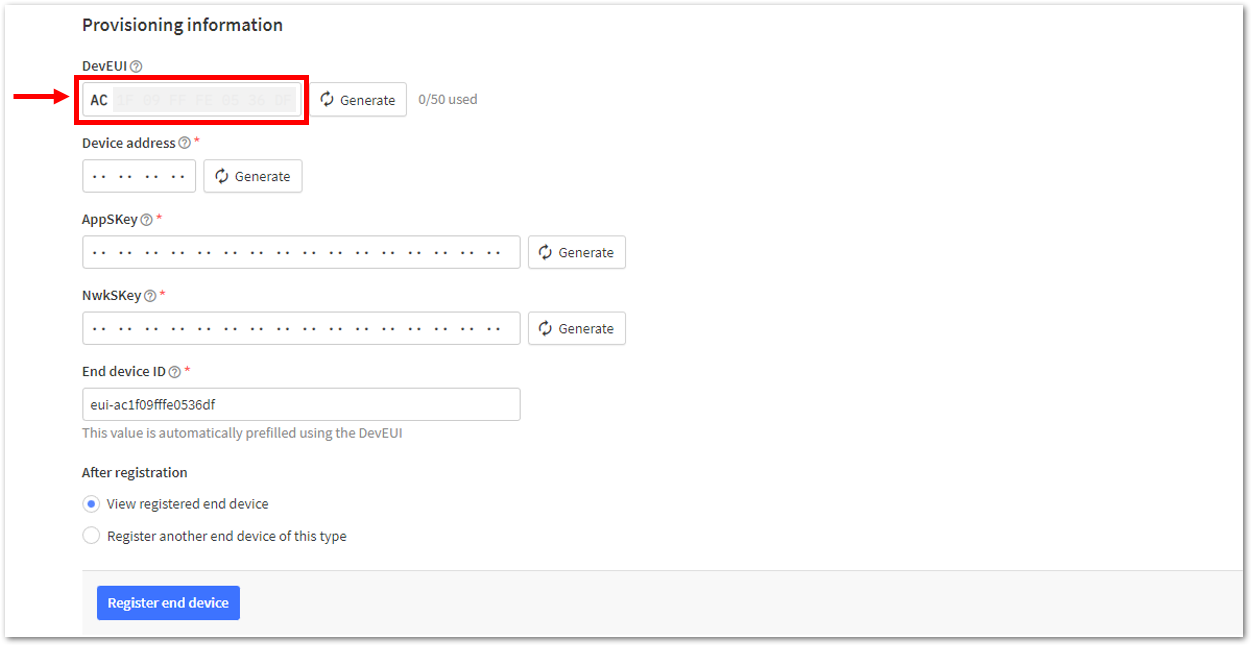 Provisioning information
DevEUI
AC 1F 09 FF FE 05 36 DF Generate 0/50 used
Device address *
·· ·· ·· ·· Generate
AppSKey *
·· ·· ·· ·· ·· ·· ·· ·· ·· ·· ·· ·· ·· ·· ·· ·· Generate
NwkSKey *
·· ·· ·· ·· ·· ·· ·· ·· ·· ·· ·· ·· ·· ·· ·· ·· Generate
End device ID *
eui-ac1f09fffe0536df
This value is automatically prefilled using the DevEUI
After registration
View registered end device
Register another end device of this type
Register end device